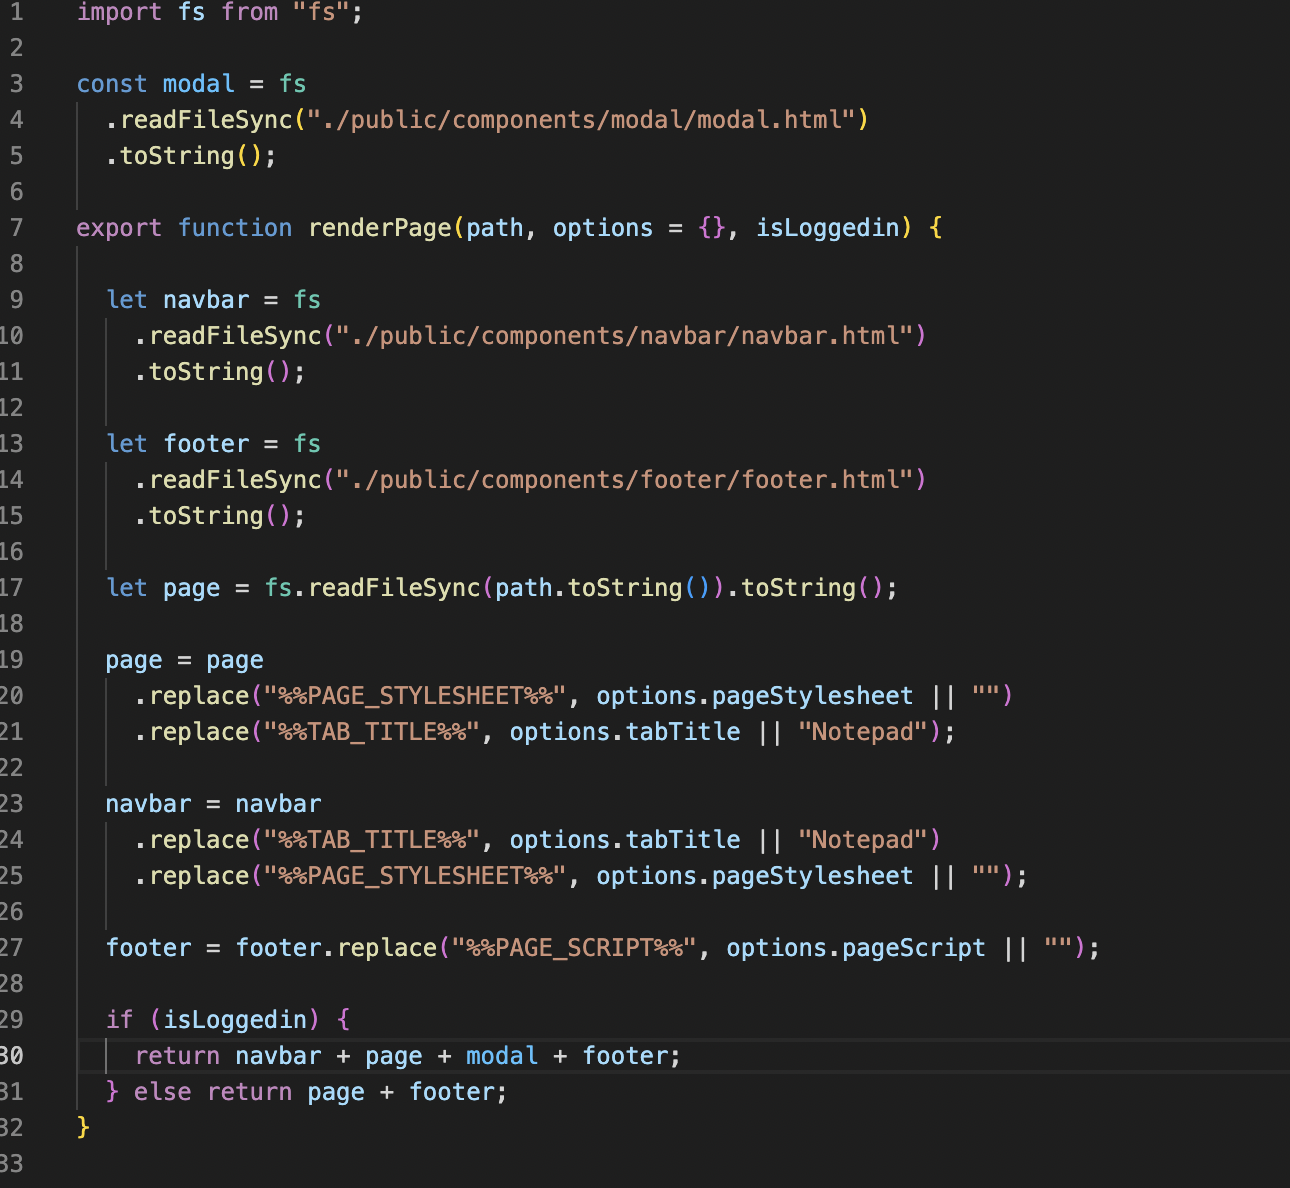 1 import fs from "fs";
2
3 const modal = fs
4 .readFileSync("./public/components/modal/modal.html")
5 .toString();
6
7 export function renderPage(path, options = {}, isLoggedin) {
8
9 let navbar = fs
10 .readFileSync("./public/components/navbar/navbar.html")
11 .toString();
12
13 let footer = fs
14 .readFileSync("./public/components/footer/footer.html")
15 .toString();
16
17 let page = fs.readFileSync(path.toString()).toString();
18
19 page = page
20 .replace("%%PAGE_STYLESHEET%%", options.pageStylesheet || "")
21 .replace("%%TAB_TITLE%%", options.tabTitle || "Notepad");
22
23 navbar = navbar
24 .replace("%%TAB_TITLE%%", options.tabTitle || "Notepad")
25 .replace("%%PAGE_STYLESHEET%%", options.pageStylesheet || "");
26
27 footer = footer.replace("%%PAGE_SCRIPT%%", options.pageScript || "");
28
29 if (isLoggedin) {
30 return navbar + page + modal + footer;
31 } else return page + footer;
32 }
33